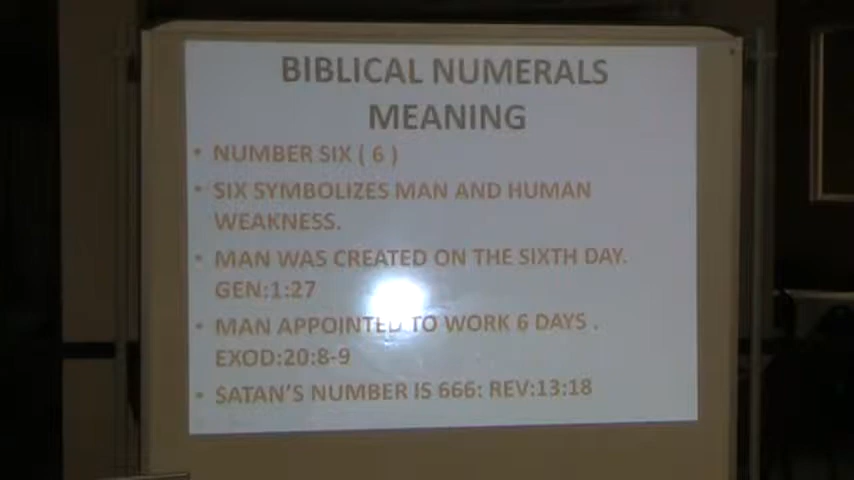 BIBLICAL NUMERALS
MEANING
• NUMBER SIX ( 6 )
• SIX SYMBOLIZES MAN AND HUMAN
WEAKNESS.
• MAN WAS CREATED ON THE SIXTH DAY.
GEN:1:27
• MAN APPOINTED TO WORK 6 DAYS .
EXOD:20:8-9
• SATAN'S NUMBER IS 666: REV:13:18